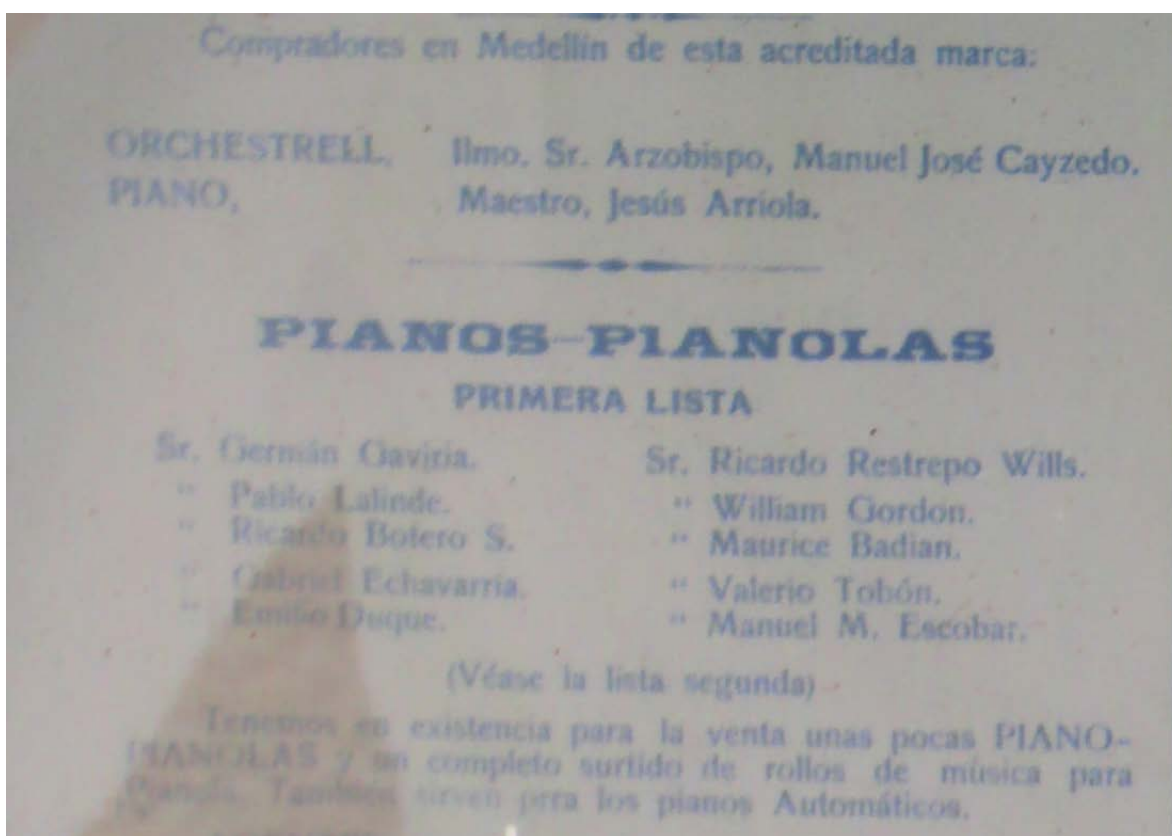 Compradores en Medellín de esta acreditada marca:
ORCHESTRELL, Ilmo. Sr. Arzobispo, Manuel José Cayzedo.
PIANO, Maestro, Jesús Arriola.
PIANOS-PIANOLAS
PRIMERA LISTA
Sr. Germán Gaviria. Sr. Ricardo Restrepo Wills.
" Pablo Lalinde. " William Gordon.
" Ricardo Botero S. " Maurice Badian.
" Gabriel Echavarría. " Valerio Tobón.
" Emilio Duque. " Manuel M. Escobar.
(Véase la lista segunda)
Tenemos en existencia para la venta unas pocas PIANO-
PIANOLAS y un completo surtido de rollos de música para
Pianola. También sirven prra los pianos Automáticos.